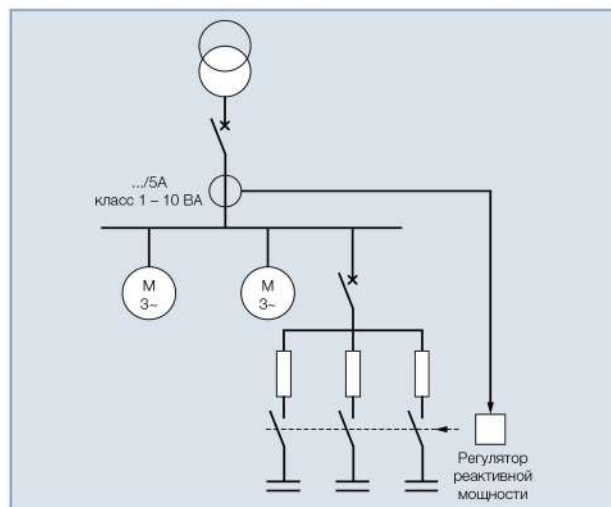 .../5A
класс 1 – 10 ВА
М
3~
М
3~
Регулятор
реактивной
мощности